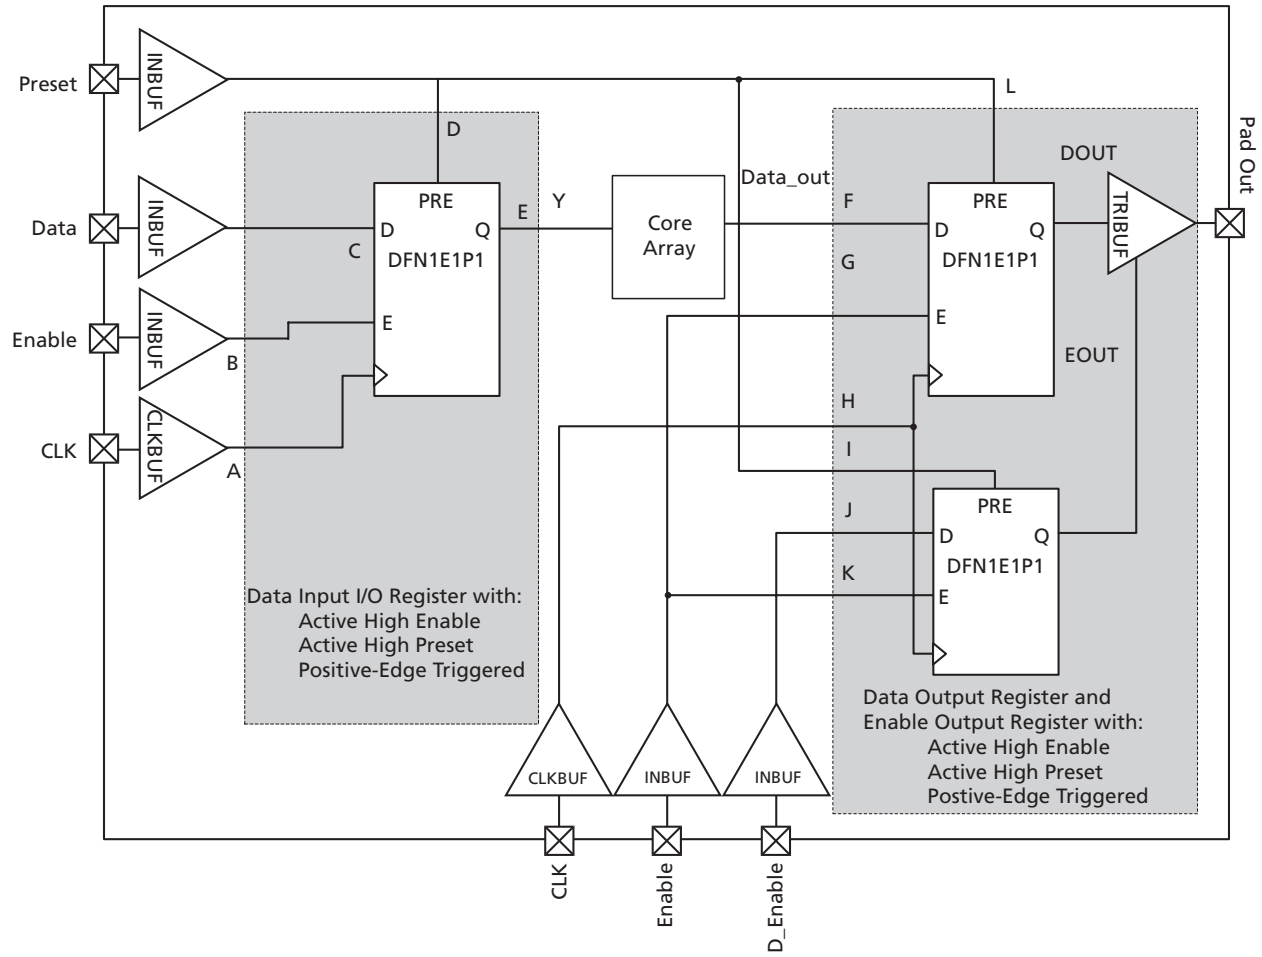 Preset
INBUF
L
D
Pad Out
DOUT
Data
INBUF
PRE
D
Q
DFN1E1P1
C
E
Y
Core
Array
Data_out
F
G
PRE
D
Q
DFN1E1P1
TRIBUF
Enable
INBUF
B
E
E
EOUT
CLK
CLKBUF
A
H
I
J
K
PRE
D
Q
DFN1E1P1
E
Data Input I/O Register with:
Active High Enable
Active High Preset
Positive-Edge Triggered
Data Output Register and
Enable Output Register with:
Active High Enable
Active High Preset
Postive-Edge Triggered
CLKBUF
INBUF
INBUF
CLK
Enable
D_Enable